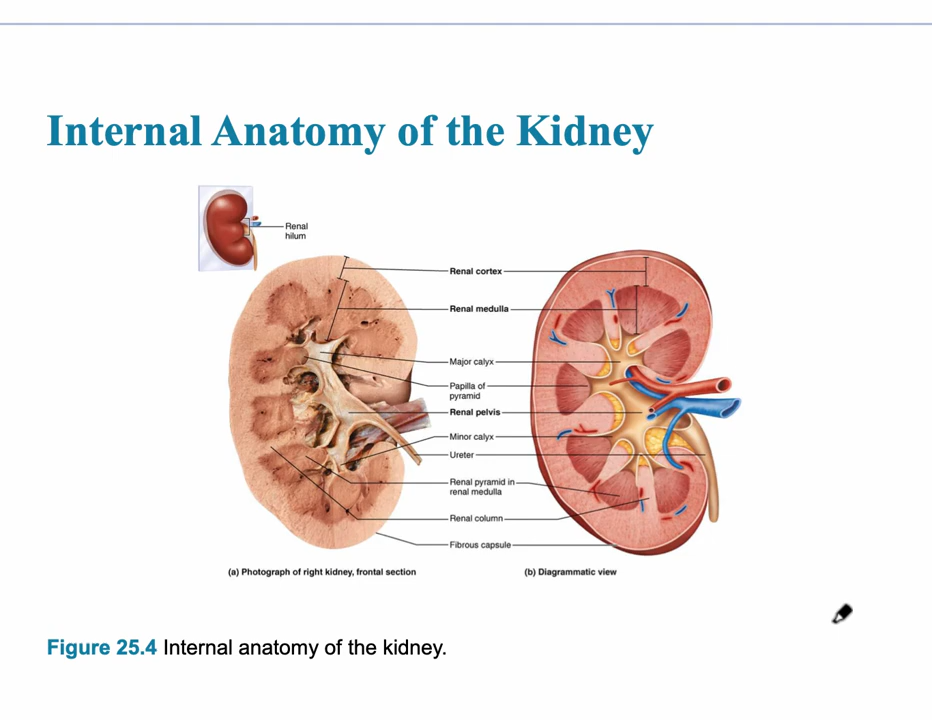 Internal Anatomy of the Kidney
Renal
hilum
Renal cortex
Renal medulla
Major calyx
Papilla of
pyramid
Renal pelvis
Minor calyx
Ureter
Renal pyramid in
renal medulla
Renal column
Fibrous capsule
(a) Photograph of right kidney, frontal section
(b) Diagrammatic view
Figure 25.4 Internal anatomy of the kidney.